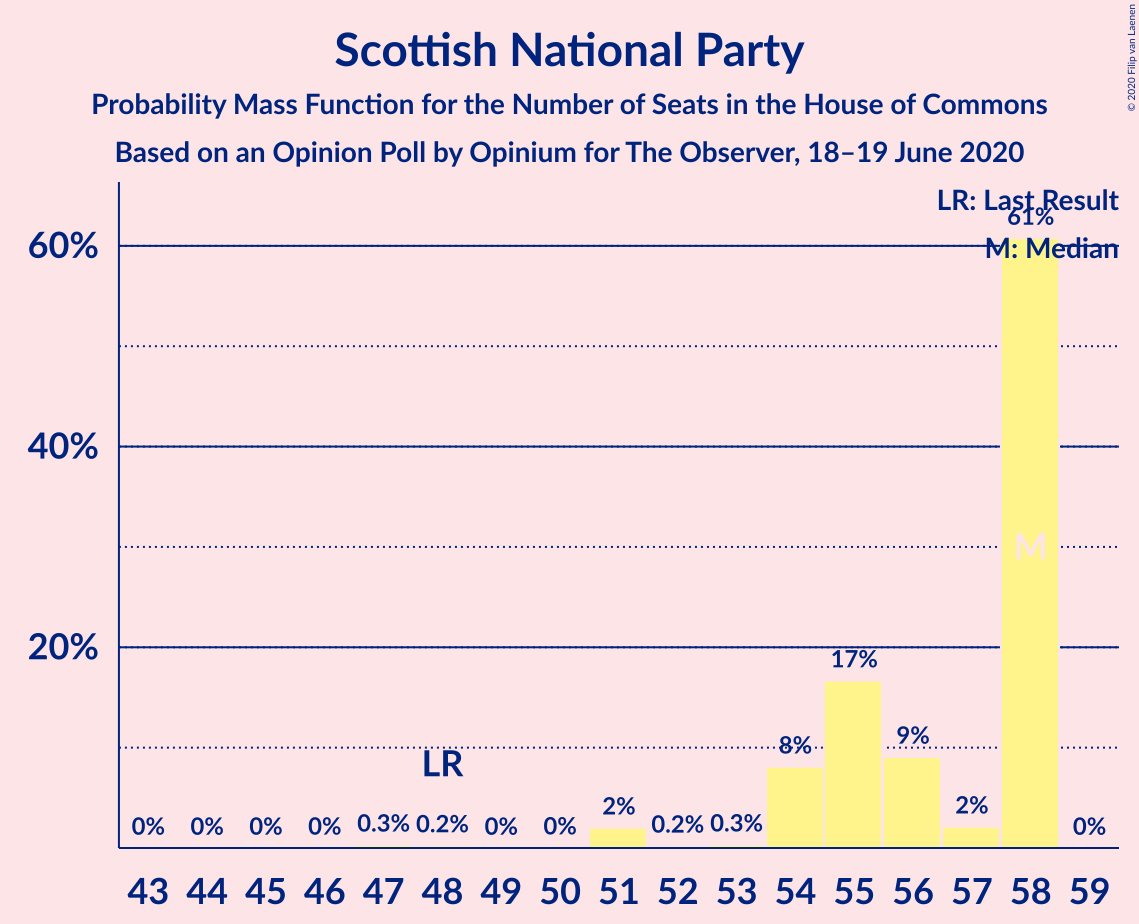 Scottish National Party
Probability Mass Function for the Number of Seats in the House of Commons
Based on an Opinion Poll by Opinium for The Observer, 18–19 June 2020
© 2020 Filip van Laenen
LR: Last Result
61%
M: Median
60%
40%
M
20%
17%
9%
8%
LR
2%
2%
0%
0%
0%
0%
0.3%
0.2%
0%
0%
0.2%
0.3%
0%
43 44 45 46 47 48 49 50 51 52 53 54 55 56 57 58 59